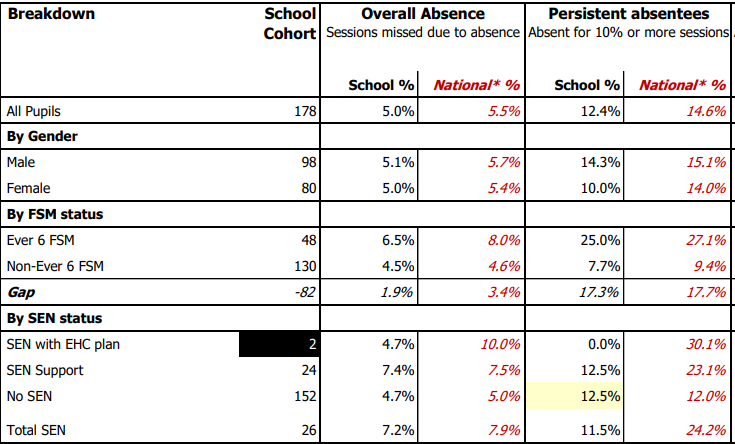 Breakdown School Cohort Overall Absence Persistent absentees
Sessions missed due to absence Absent for 10% or more sessions
School % National* % School % National* %
All Pupils 178 5.0% 5.5% 12.4% 14.6%
By Gender
Male 98 5.1% 5.7% 14.3% 15.1%
Female 80 5.0% 5.4% 10.0% 14.0%
By FSM status
Ever 6 FSM 48 6.5% 8.0% 25.0% 27.1%
Non-Ever 6 FSM 130 4.5% 4.6% 7.7% 9.4%
Gap -82 1.9% 3.4% 17.3% 17.7%
By SEN status
SEN with EHC plan 2 4.7% 10.0% 0.0% 30.1%
SEN Support 24 7.4% 7.5% 12.5% 23.1%
No SEN 152 4.7% 5.0% 12.5% 12.0%
Total SEN 26 7.2% 7.9% 11.5% 24.2%